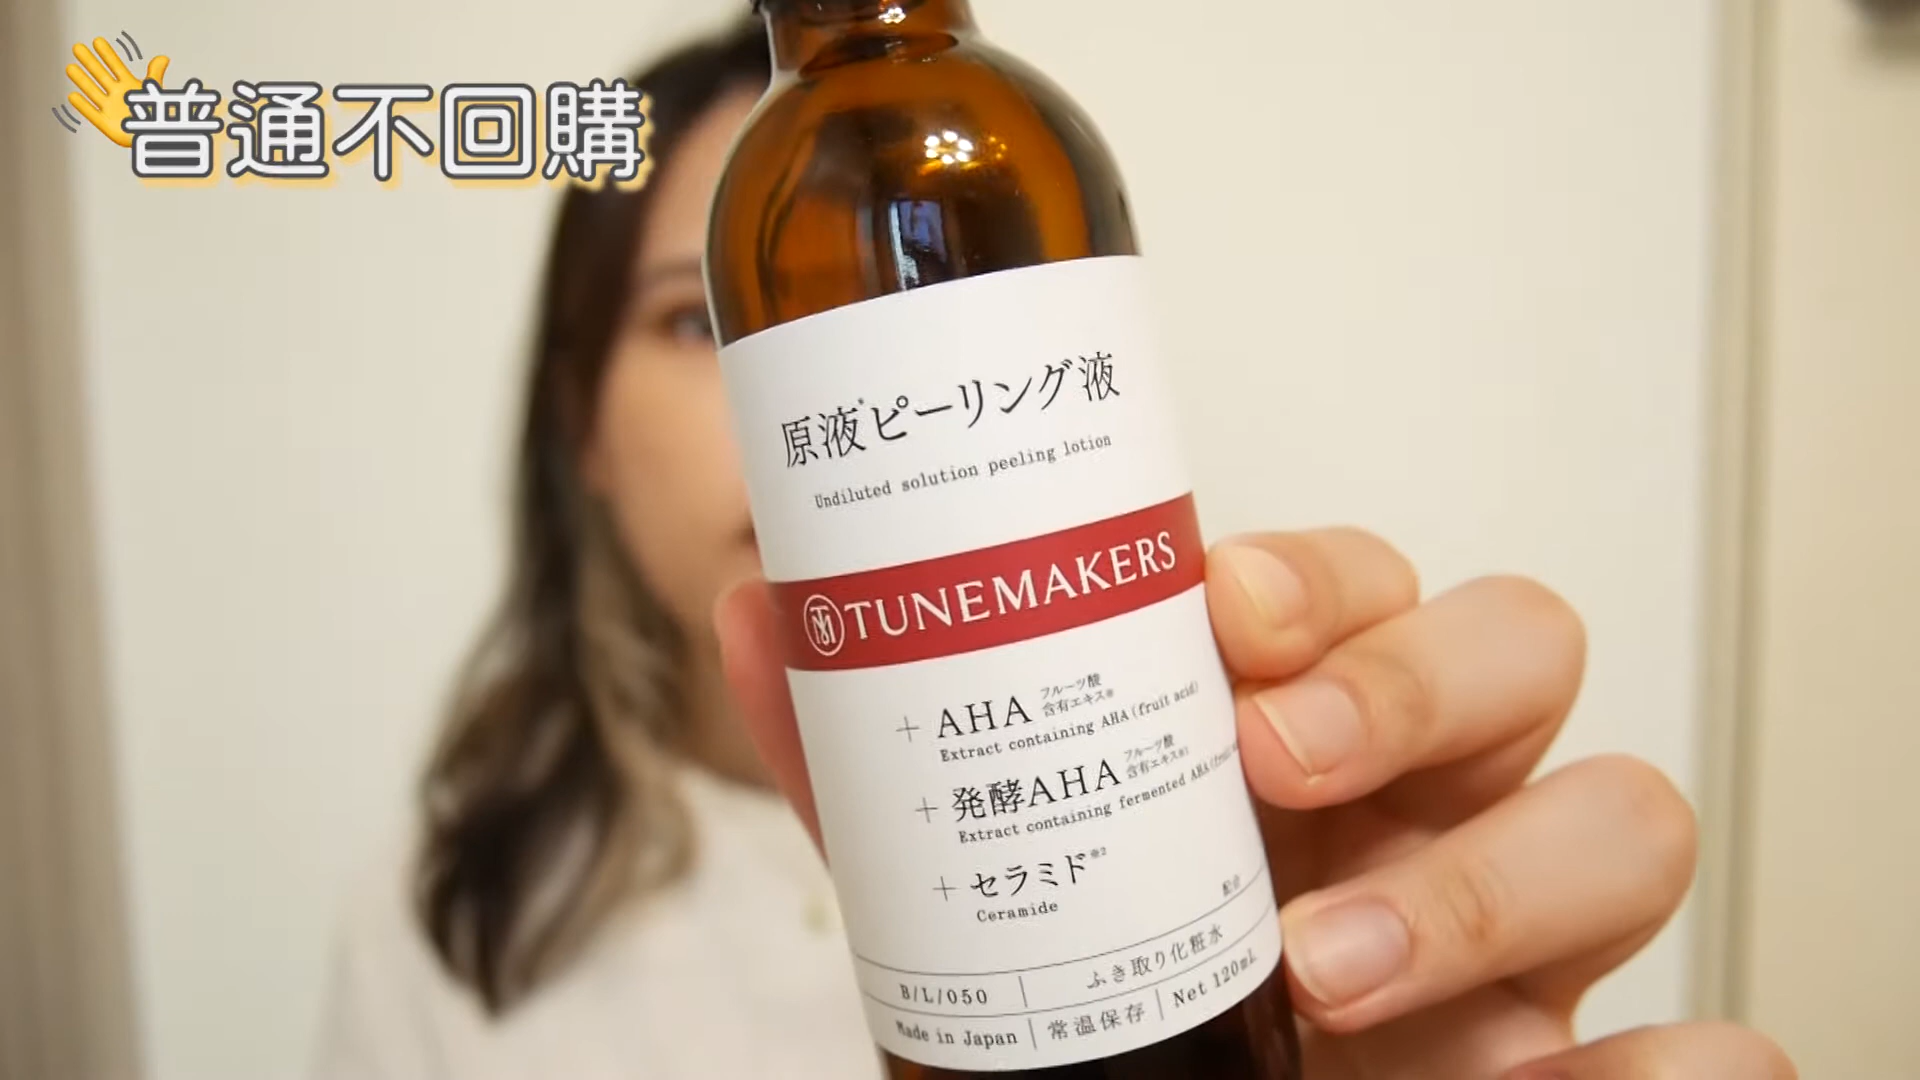 普通不回購
原液*ピーリング液
Undiluted solution peeling lotion
TUNEMAKERS
+ AHA フルーツ酸含有エキス※
Extract containing AHA (fruit acid)
+ 発酵AHA フルーツ酸含有エキス※1
Extract containing fermented AHA (fruit
+ セラミド※2
Ceramide
配合
B/L/050 | ふき取り化粧水
Made in Japan | 常温保存 | Net 120mL